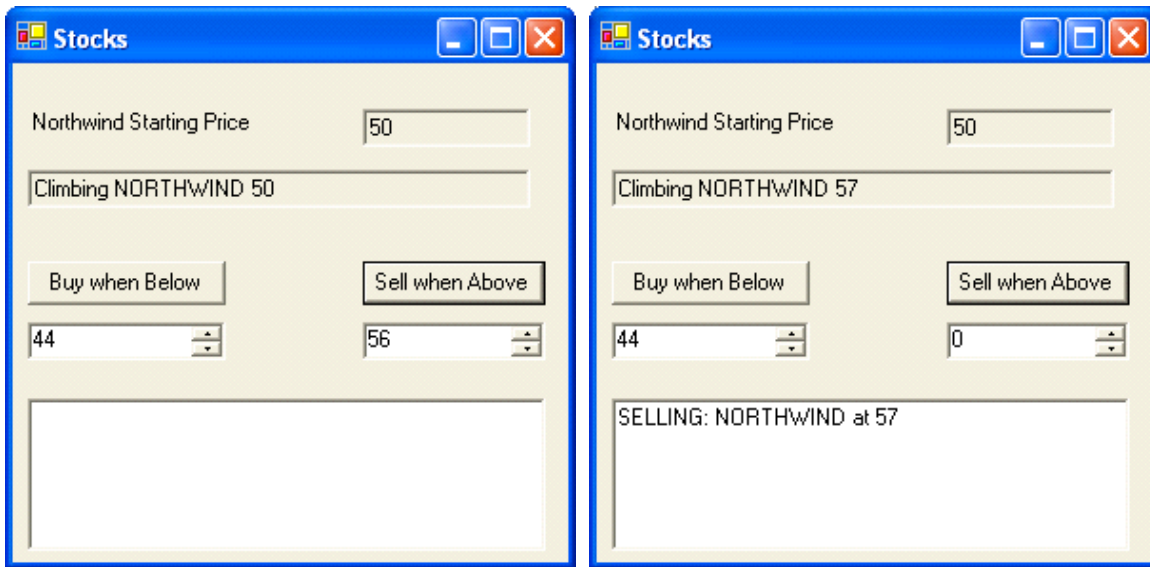 Stocks
Northwind Starting Price 50
Climbing NORTHWIND 50
Buy when Below Sell when Above
44 56
Stocks
Northwind Starting Price 50
Climbing NORTHWIND 57
Buy when Below Sell when Above
44 0
SELLING: NORTHWIND at 57